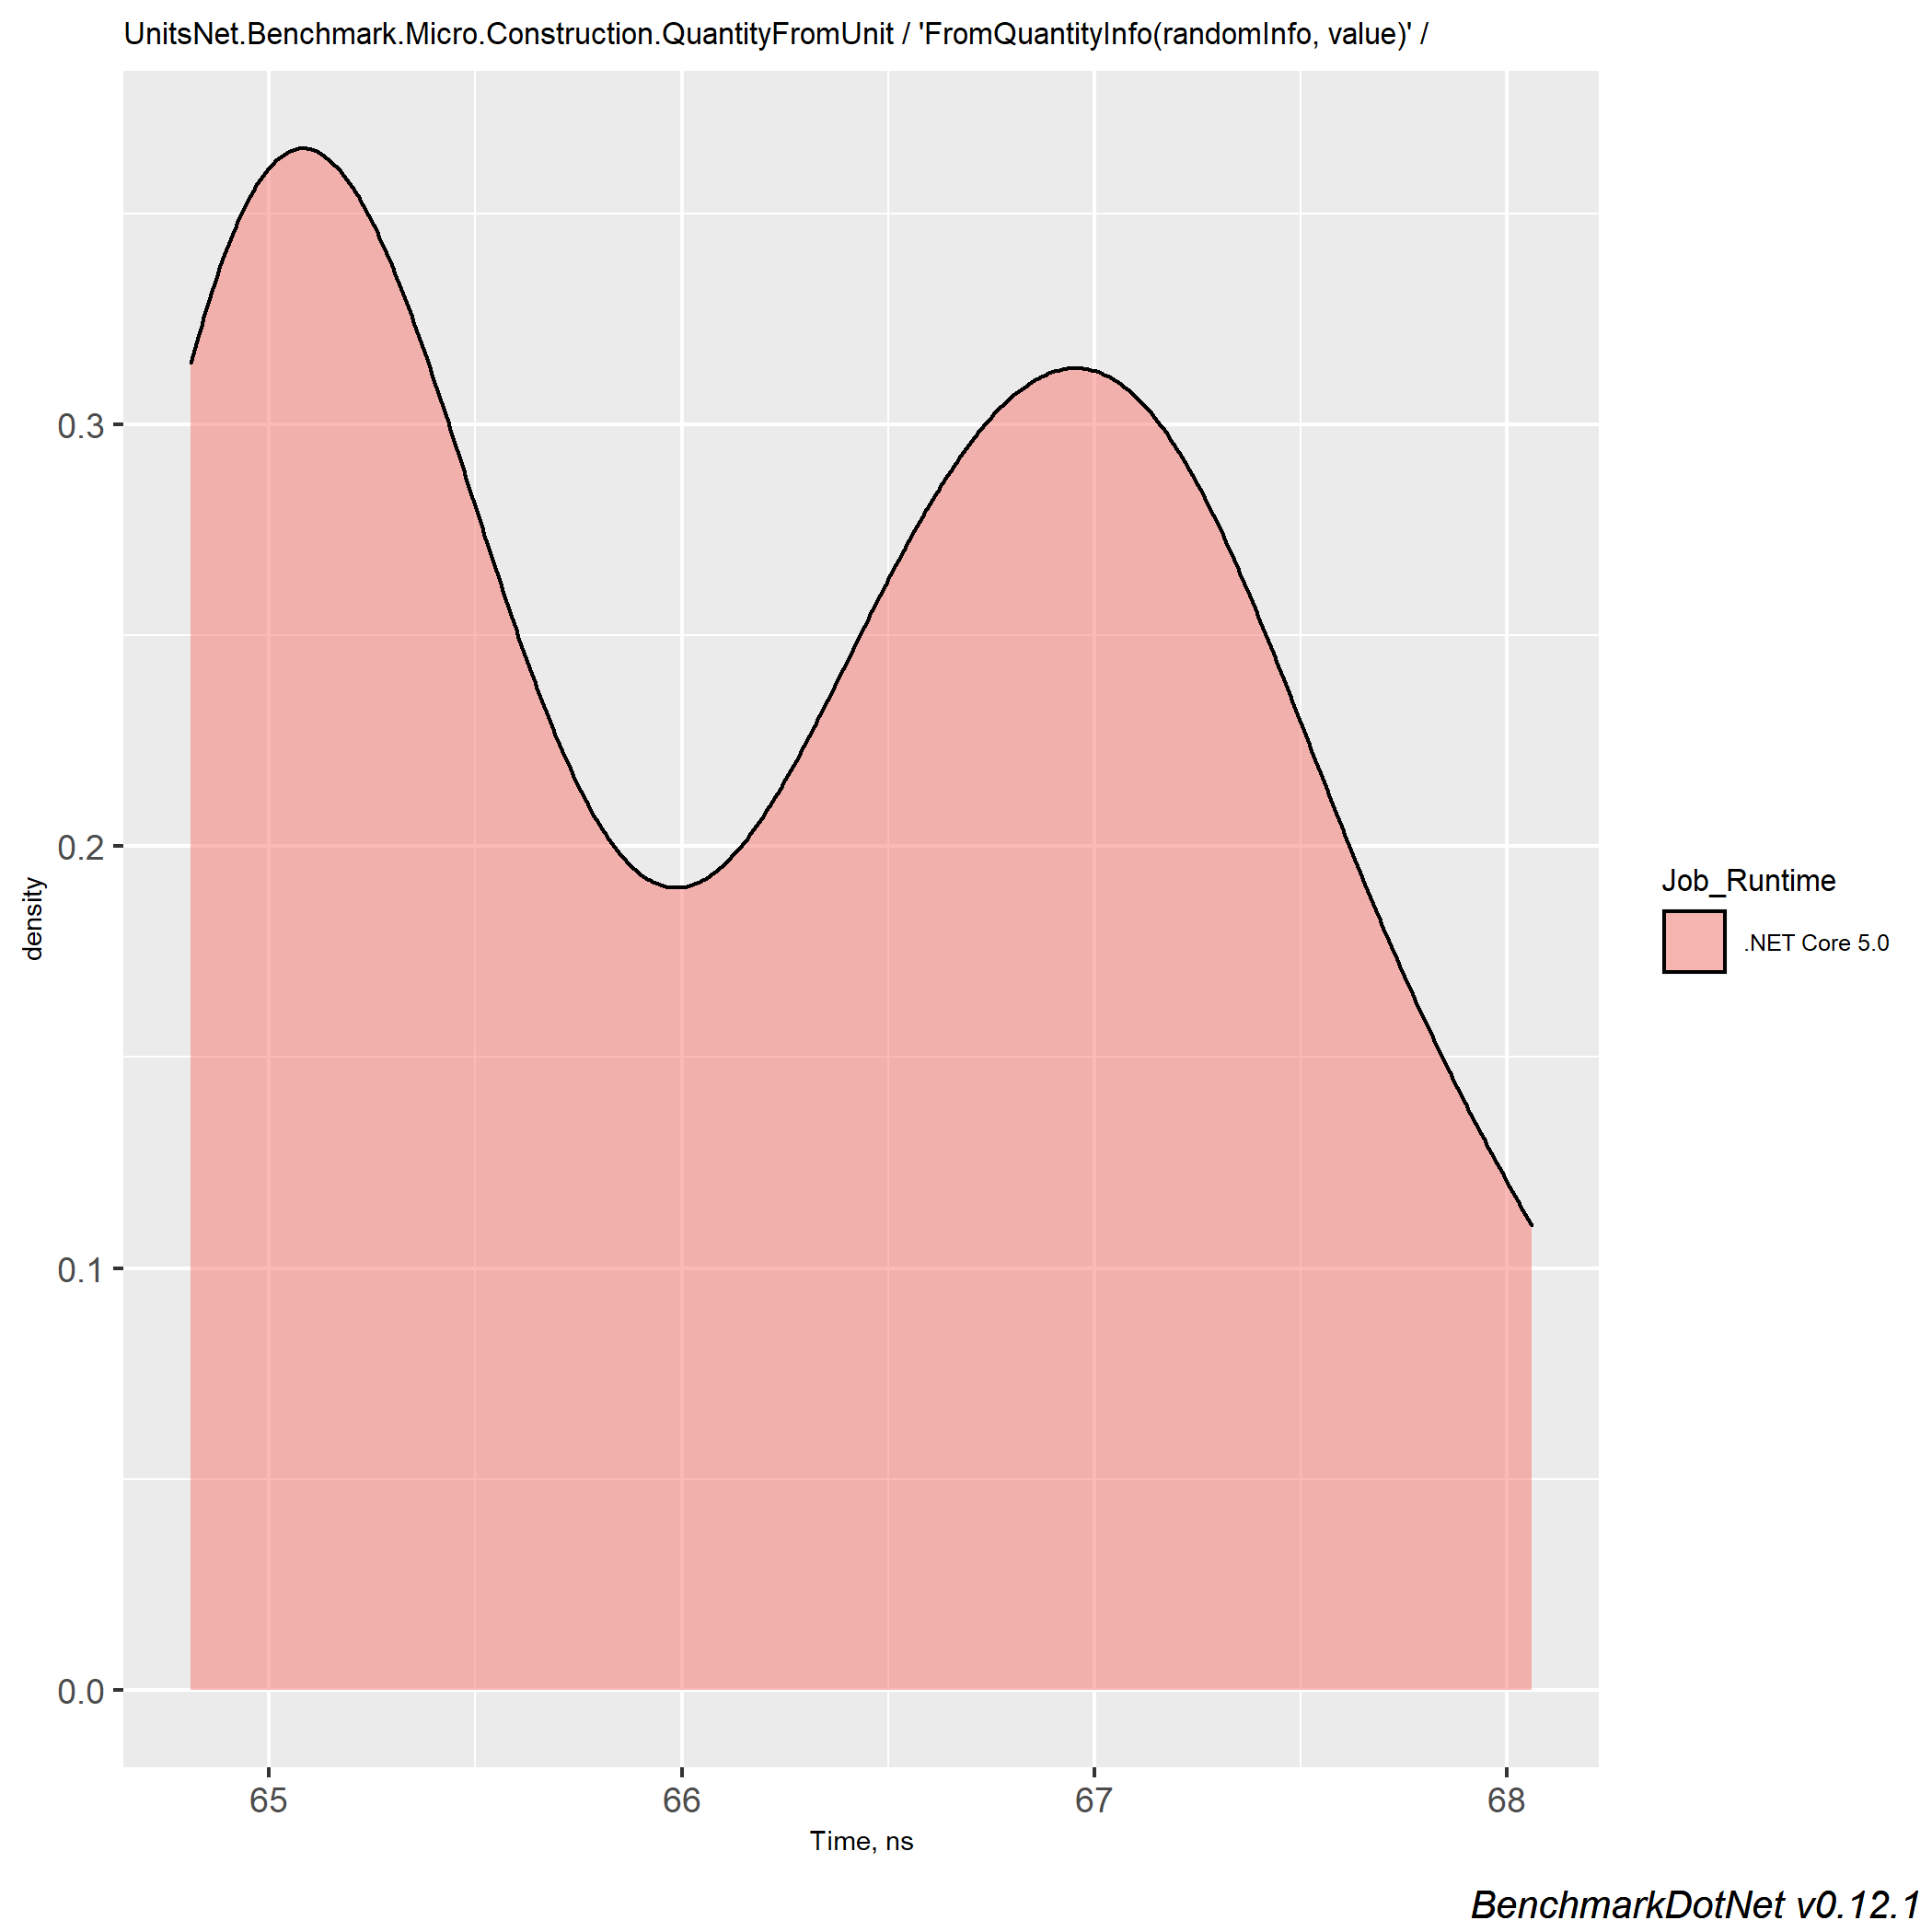 UnitsNet.Benchmark.Micro.Construction.QuantityFromUnit / 'FromQuantityInfo(randomInfo, value)' /
0.3
0.2
0.1
0.0
density
65 66 67 68
Time, ns
Job_Runtime
.NET Core 5.0
BenchmarkDotNet v0.12.1